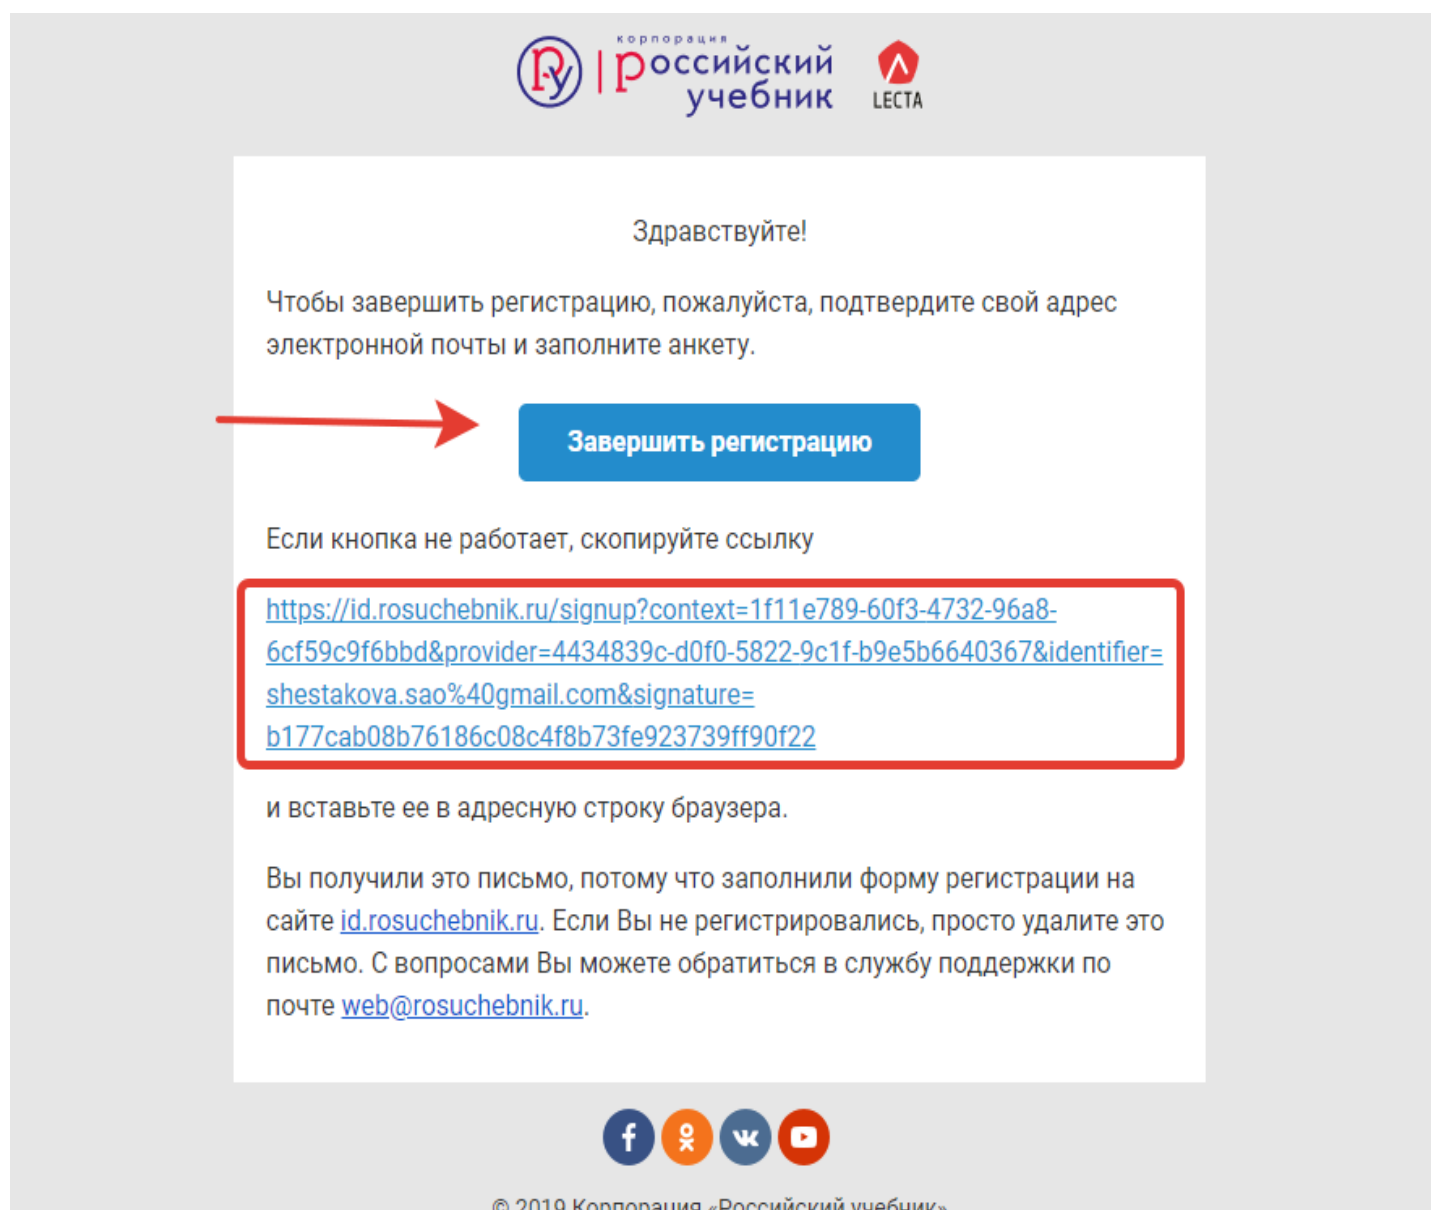 корпорация
Российский
учебник
LECTA
Здравствуйте!
Чтобы завершить регистрацию, пожалуйста, подтвердите свой адрес
электронной почты и заполните анкету.
Завершить регистрацию
Если кнопка не работает, скопируйте ссылку
https://id.rosuchebnik.ru/signup?context=1f11e789-60f3-4732-96a8-
6cf59c9f6bbd&provider=4434839c-d0f0-5822-9c1f-b9e5b6640367&identifier=
shestakova.sao%40gmail.com&signature=
b177cab08b76186c08c4f8b73fe923739ff90f22
и вставьте ее в адресную строку браузера.
Вы получили это письмо, потому что заполнили форму регистрации на
сайте id.rosuchebnik.ru. Если Вы не регистрировались, просто удалите это
письмо. С вопросами Вы можете обратиться в службу поддержки по
почте web@rosuchebnik.ru.
© 2019 Корпорация «Российский учебник»